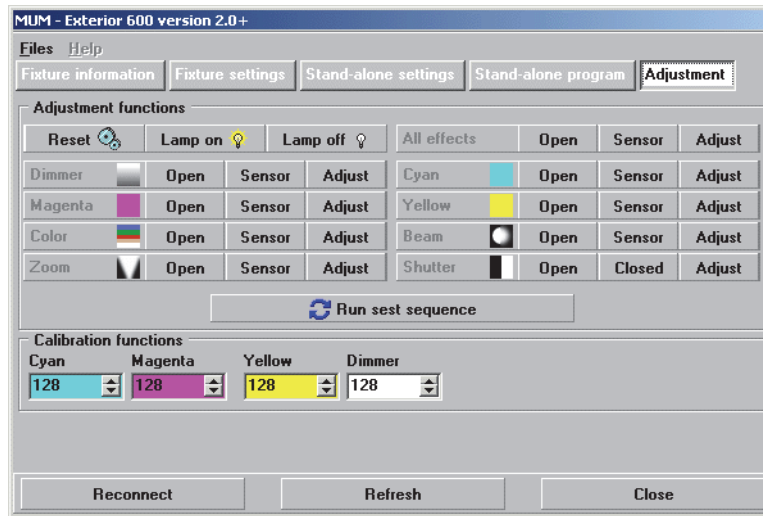 MUM - Exterior 600 version 2.0+
Files Help
Fixture information Fixture settings Stand-alone settings Stand-alone program Adjustment
Adjustment functions
Reset Lamp on Lamp off All effects Open Sensor Adjust
Dimmer Open Sensor Adjust Cyan Open Sensor Adjust
Magenta Open Sensor Adjust Yellow Open Sensor Adjust
Color Open Sensor Adjust Beam Open Sensor Adjust
Zoom Open Sensor Adjust Shutter Open Closed Adjust
Run sest sequence
Calibration functions
Cyan Magenta Yellow Dimmer
128 128 128 128
Reconnect Refresh Close